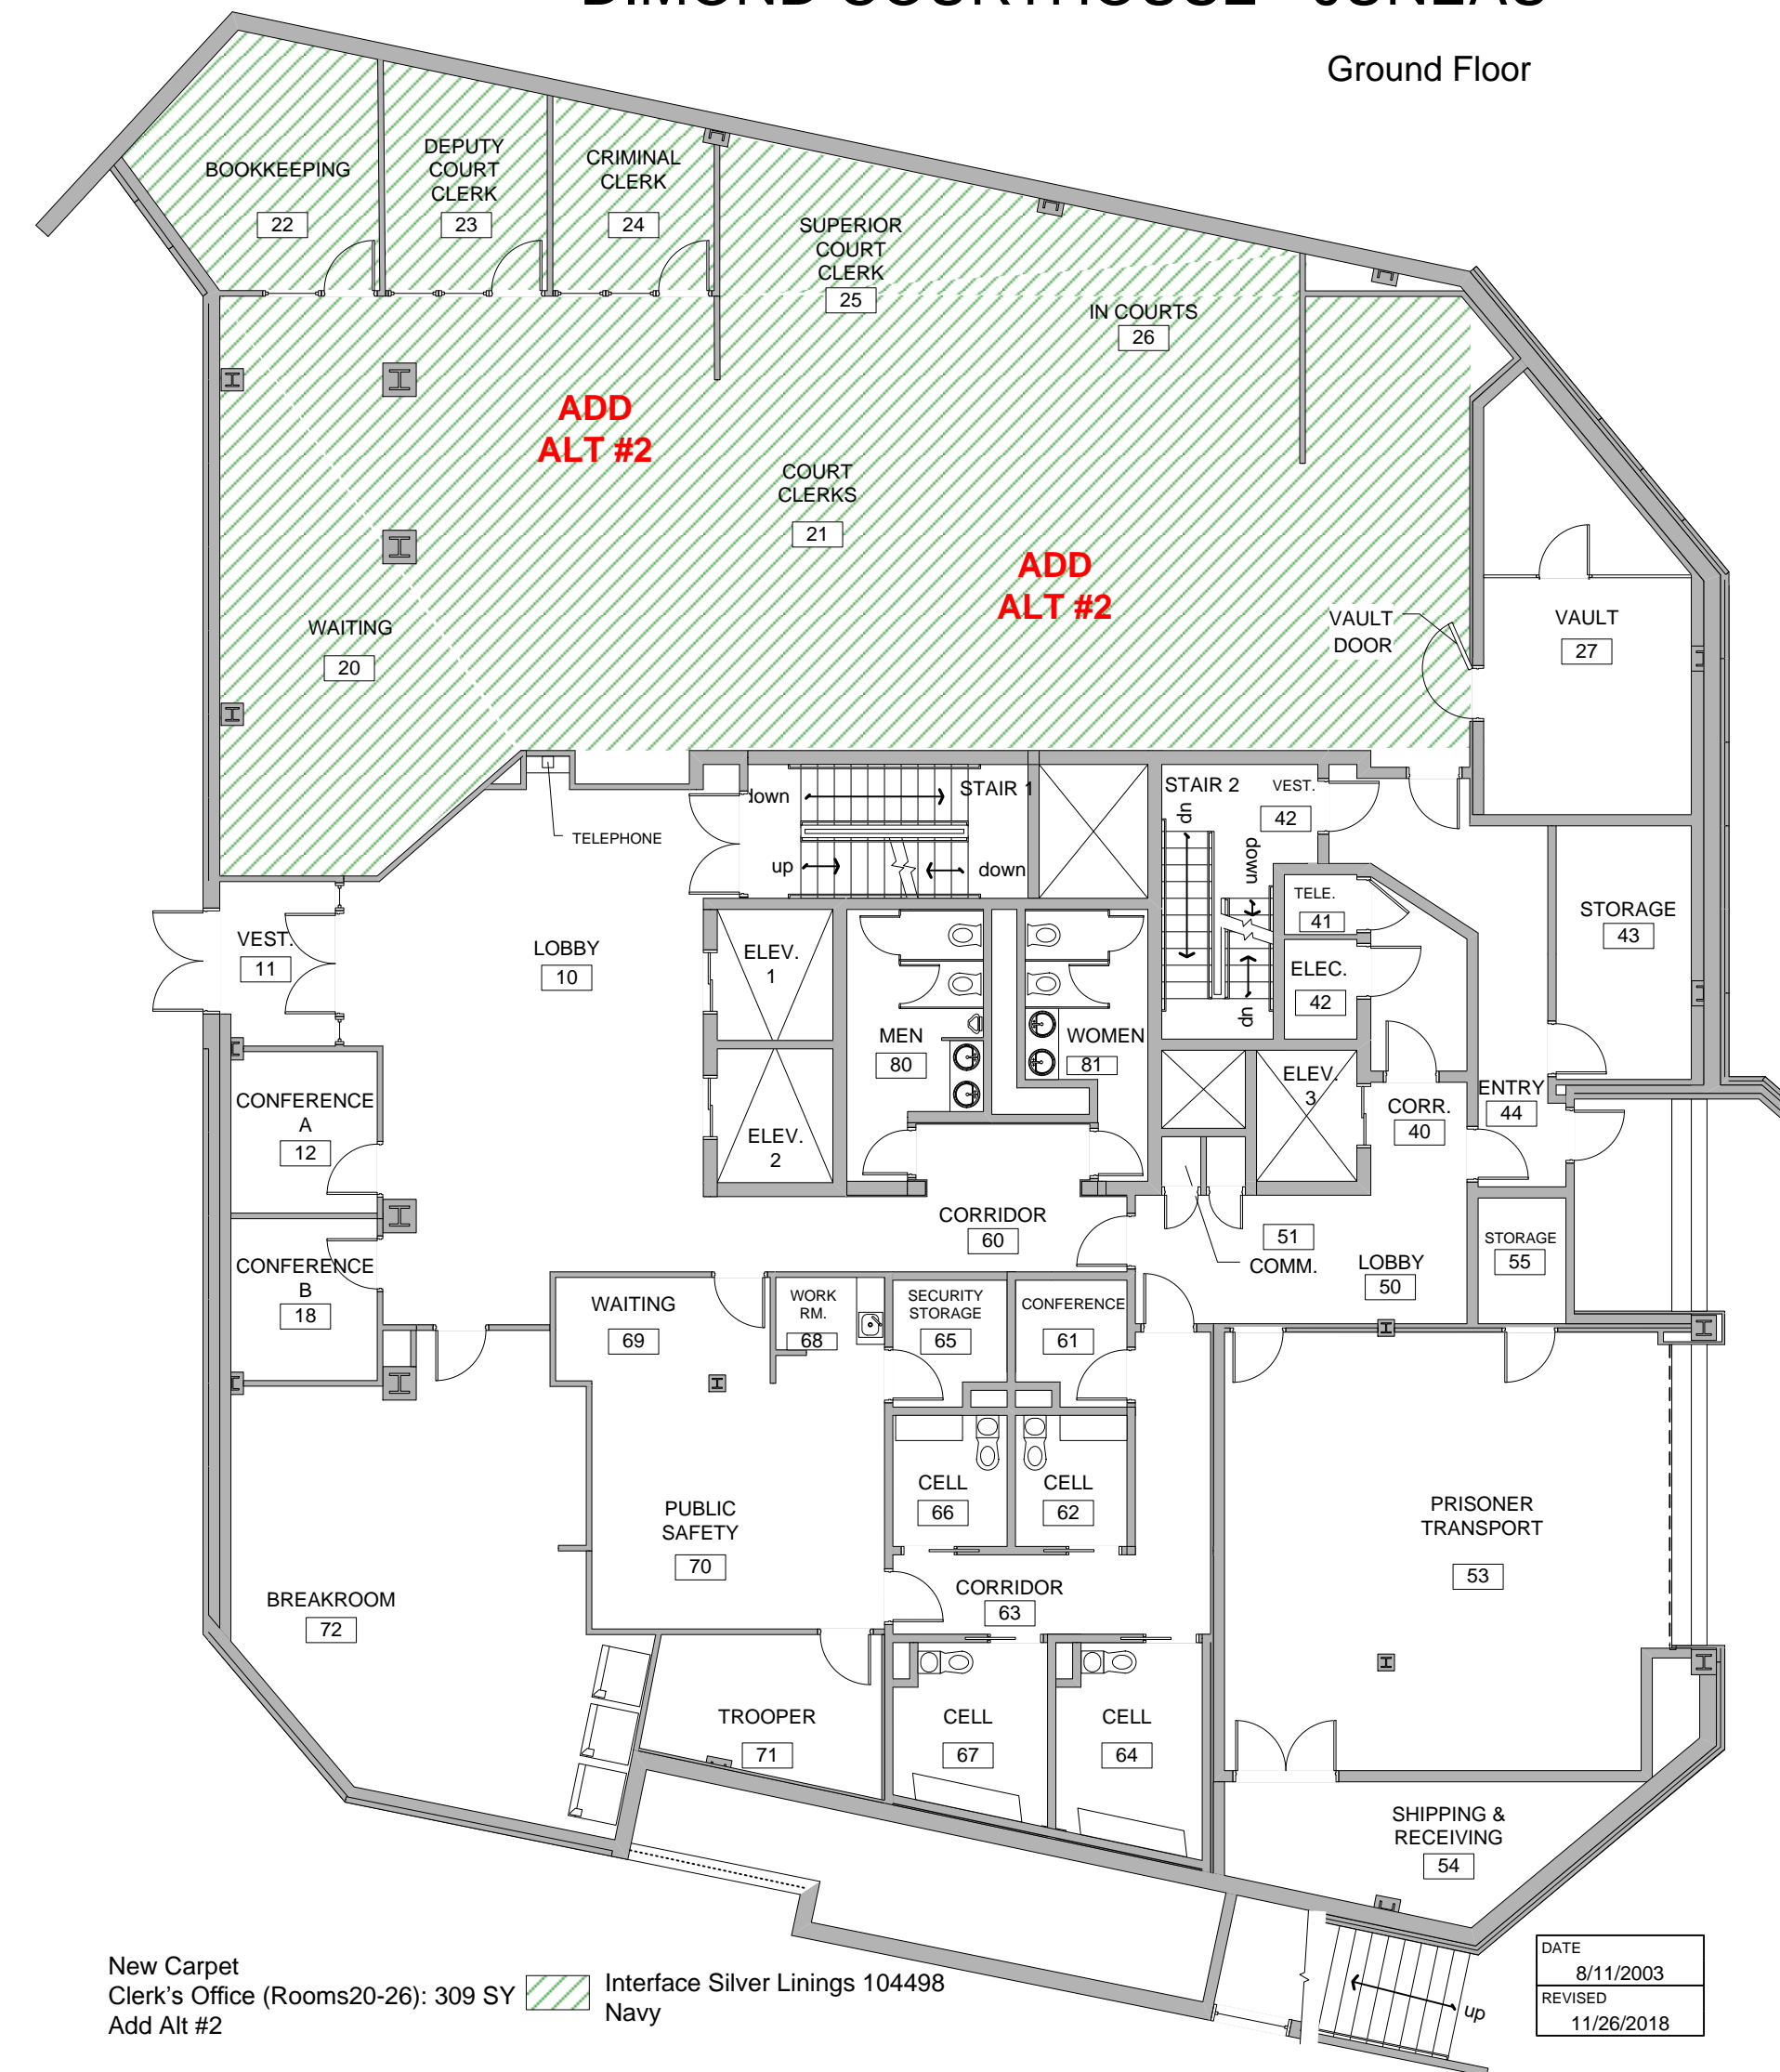 DIMOND COURTHOUSE - JUNEAU
Ground Floor
BOOKKEEPING
22
DEPUTY
COURT
CLERK
23
CRIMINAL
CLERK
24
SUPERIOR
COURT
CLERK
25
IN COURTS
26
ADD
ALT #2
COURT
CLERKS
21
ADD
ALT #2
WAITING
20
VAULT
DOOR
VAULT
27
TELEPHONE
down
STAIR 1
up
down
STAIR 2
up
VEST.
42
down
up
TELE.
41
ELEC.
42
STORAGE
43
VEST.
11
LOBBY
10
ELEV.
1
ELEV.
2
MEN
80
WOMEN
81
ELEV.
3
CORR.
40
ENTRY
44
CONFERENCE
A
12
CONFERENCE
B
18
CORRIDOR
60
51
COMM.
LOBBY
50
STORAGE
55
WAITING
69
WORK
RM.
68
SECURITY
STORAGE
65
CONFERENCE
61
CELL
66
CELL
62
PUBLIC
SAFETY
70
CORRIDOR
63
PRISONER
TRANSPORT
53
BREAKROOM
72
TROOPER
71
CELL
67
CELL
64
SHIPPING &
RECEIVING
54
up
New Carpet
Clerk's Office (Rooms20-26): 309 SY
Add Alt #2
Interface Silver Linings 104498
Navy
DATE
8/11/2003
REVISED
11/26/2018